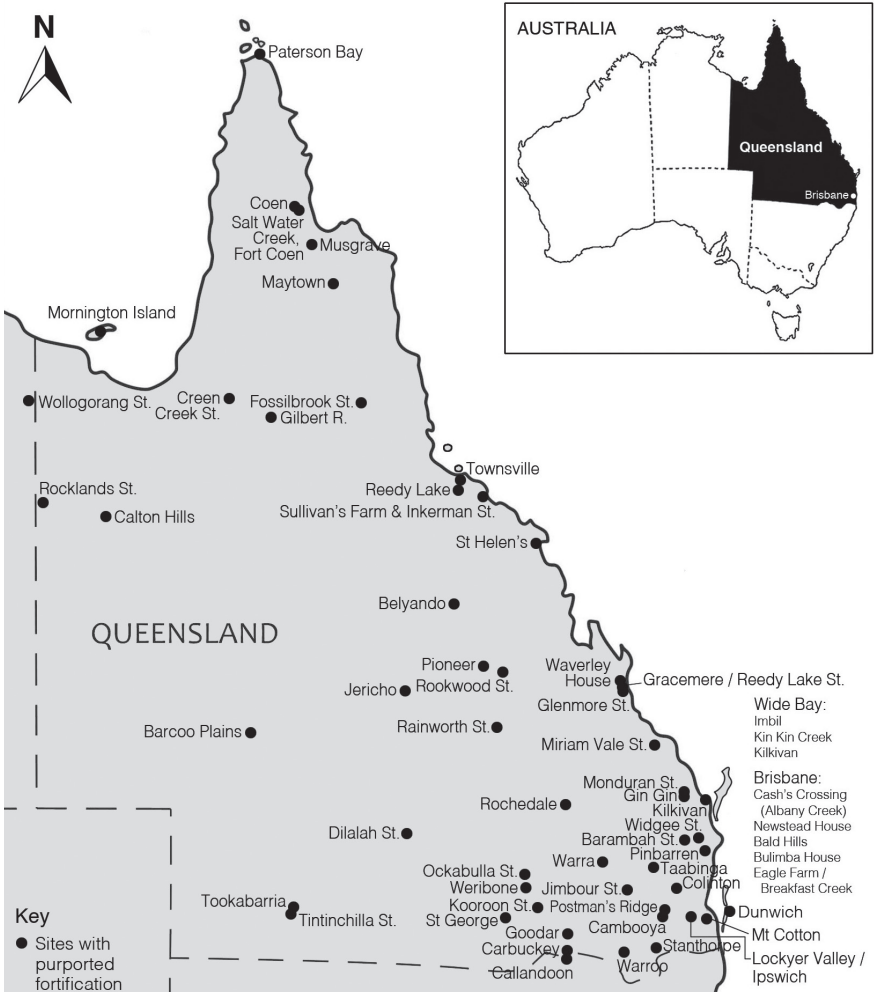 N
Paterson Bay
AUSTRALIA
Queensland
Brisbane
Coen
Salt Water
Creek,
Fort Coen
Musgrave
Maytown
Mornington Island
Wollogorang St.
Creen
Creek St.
Fossilbrook St.
Gilbert R.
Townsville
Reedy Lake
Rocklands St.
Calton Hills
Sullivan's Farm & Inkerman St.
St Helen's
Belyando
QUEENSLAND
Pioneer
Rookwood St.
Jericho
Waverley
House
Gracemere / Reedy Lake St.
Glenmore St.
Rainworth St.
Barcoo Plains
Miriam Vale St.
Wide Bay:
Imbil
Kin Kin Creek
Kilkivan
Brisbane:
Cash's Crossing
(Albany Creek)
Newstead House
Bald Hills
Bulimba House
Eagle Farm /
Breakfast Creek
Monduran St.
Gin Gin
Kilkivan
Rochedale
Widgee St.
Barambah St.
Pinbarren
Dilalah St.
Warra
Taabinga
Ockabulla St.
Weribone
Jimbour St.
Colinton
Kooroon St.
Postman's Ridge
St George
Cambooya
Tookabarria
Tintinchilla St.
Dunwich
Mt Cotton
Goodar
Carbuckey
Callandoon
Warroo
Stanthorpe
Lockyer Valley /
Ipswich
Key
Sites with
purported
fortification